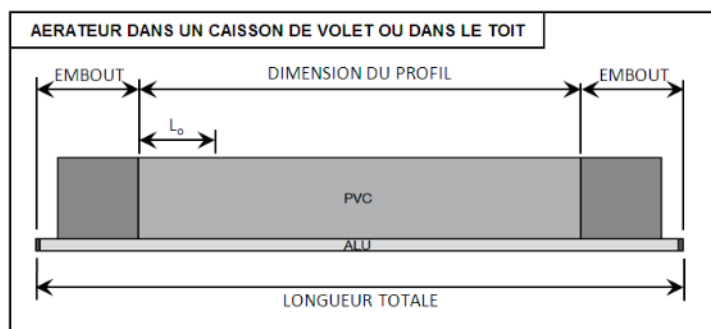 AERATEUR DANS UN CAISSON DE VOLET OU DANS LE TOIT
EMBOUT DIMENSION DU PROFIL EMBOUT
Lo
PVC
ALU
LONGUEUR TOTALE